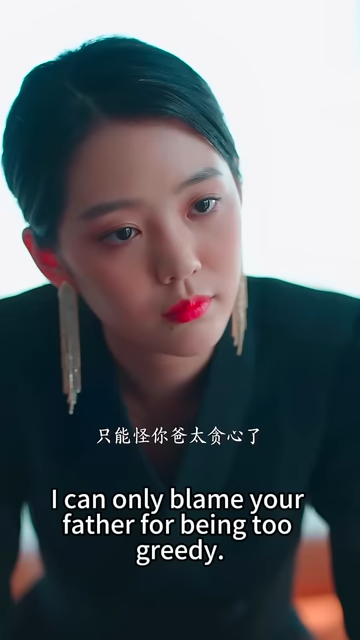 只能怪你爸太贪心了
I can only blame your
father for being too
greedy.